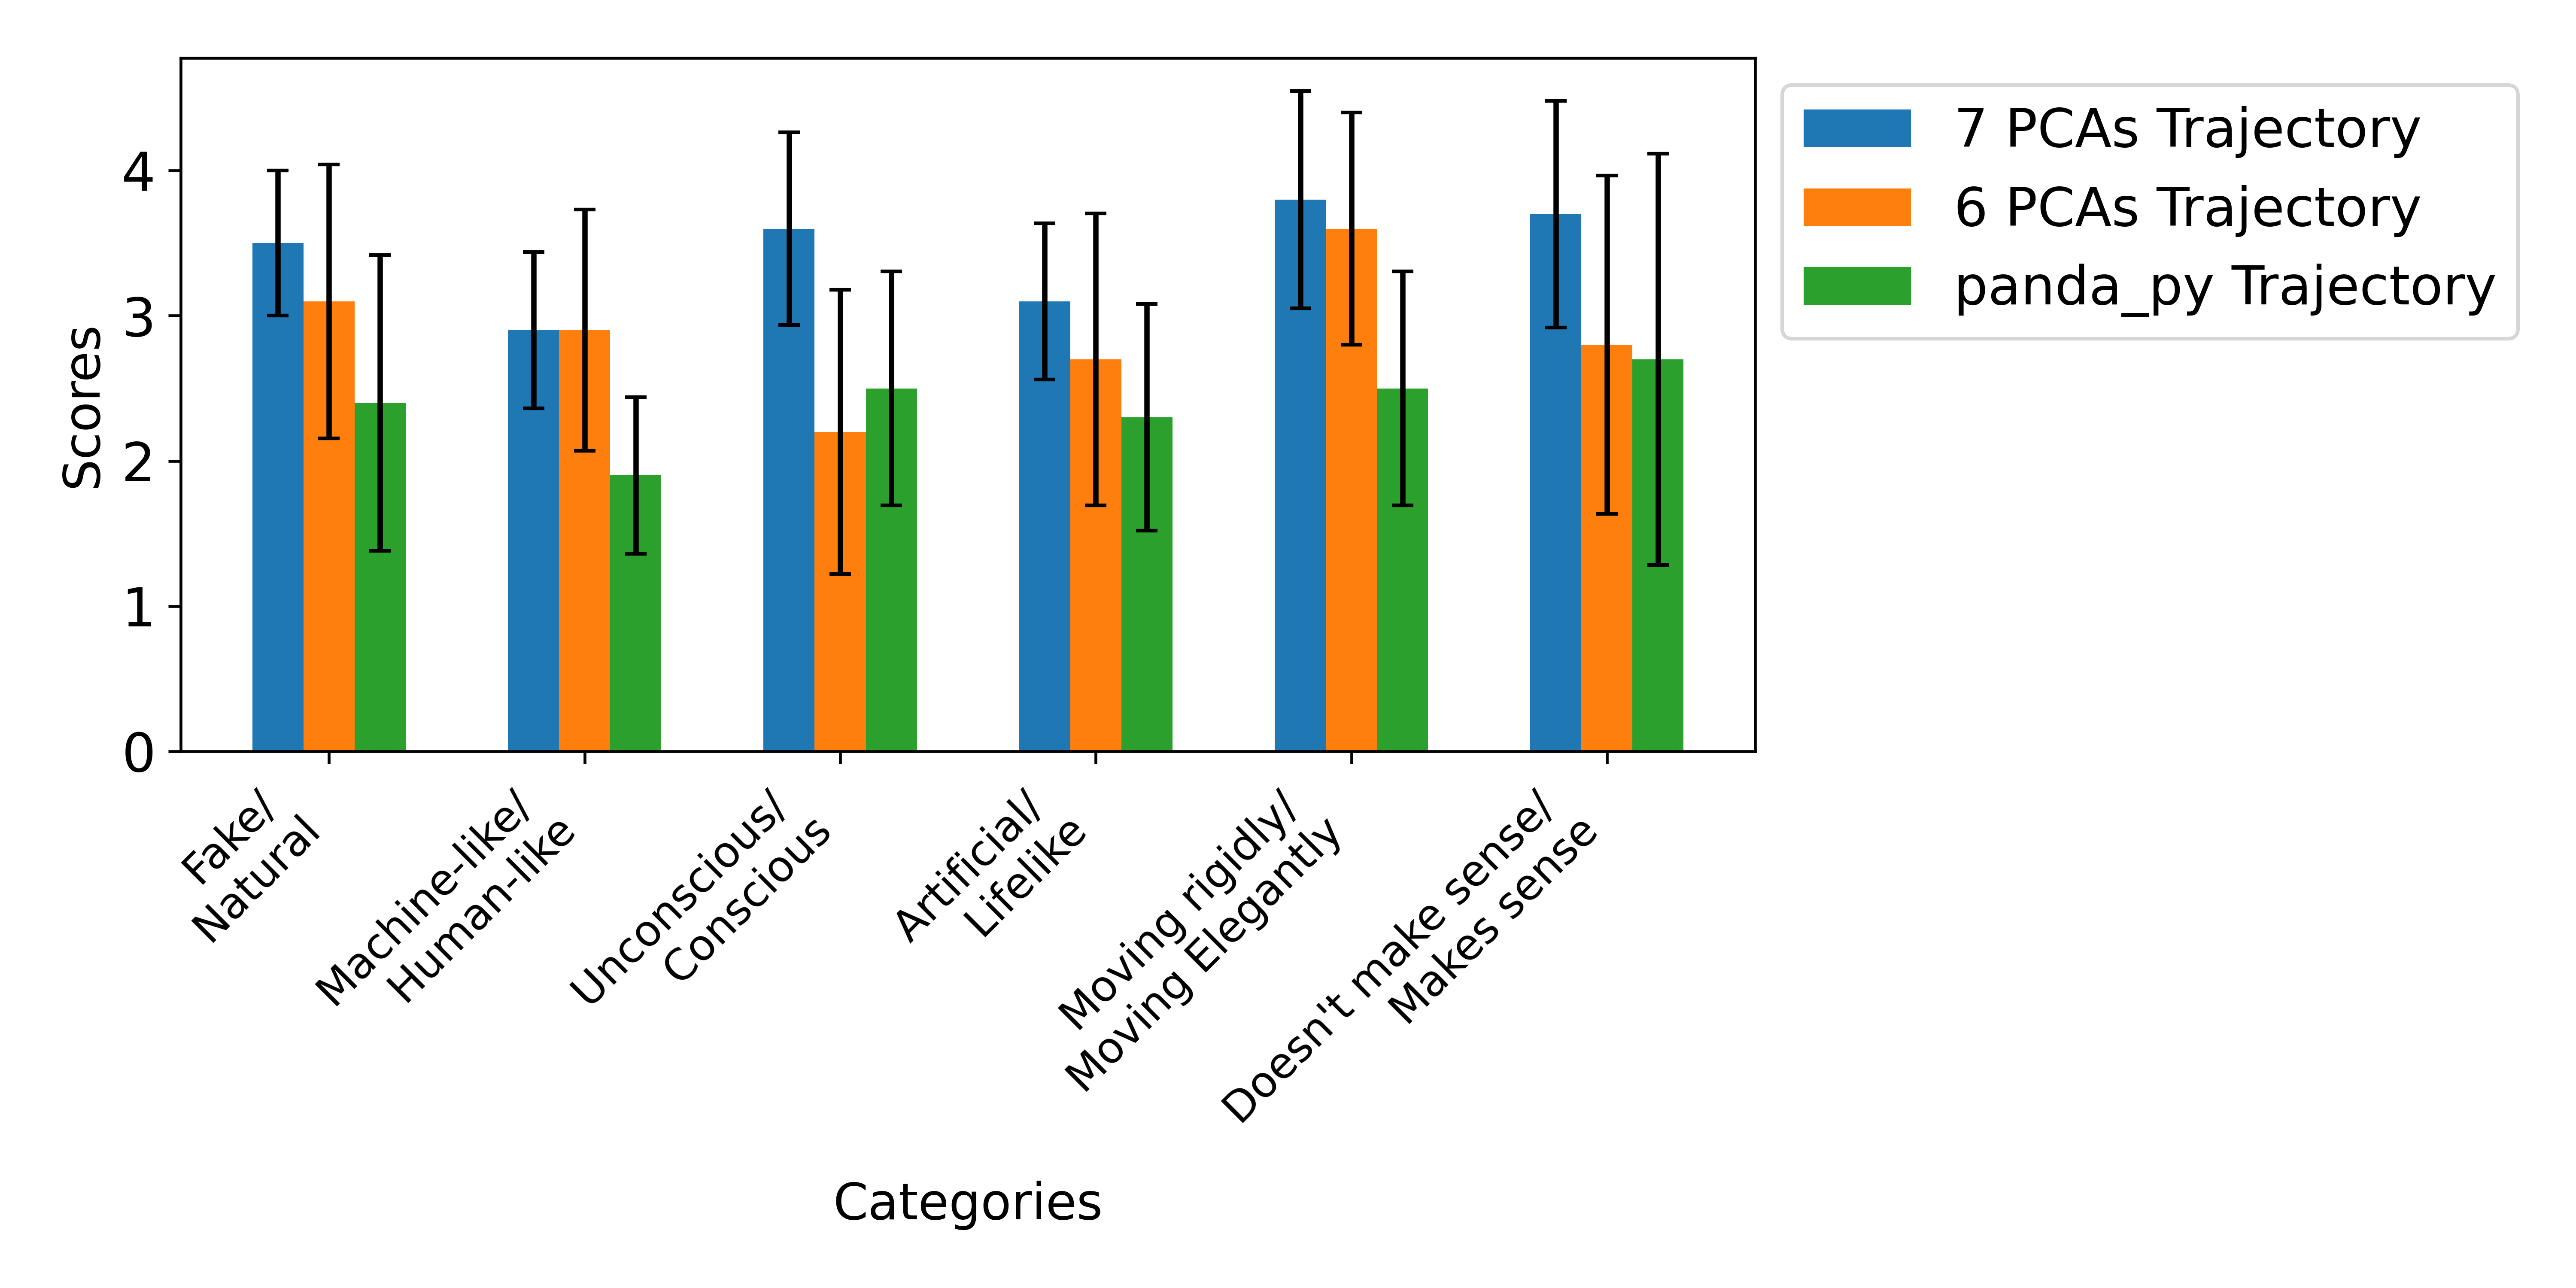 7 PCAs Trajectory
6 PCAs Trajectory
panda_py Trajectory
Scores
4
3
2
1
0
Fake/
Natural
Machine-like/
Human-like
Unconscious/
Conscious
Artificial/
Lifelike
Moving rigidly/
Moving Elegantly
Doesn't make sense/
Makes sense
Categories